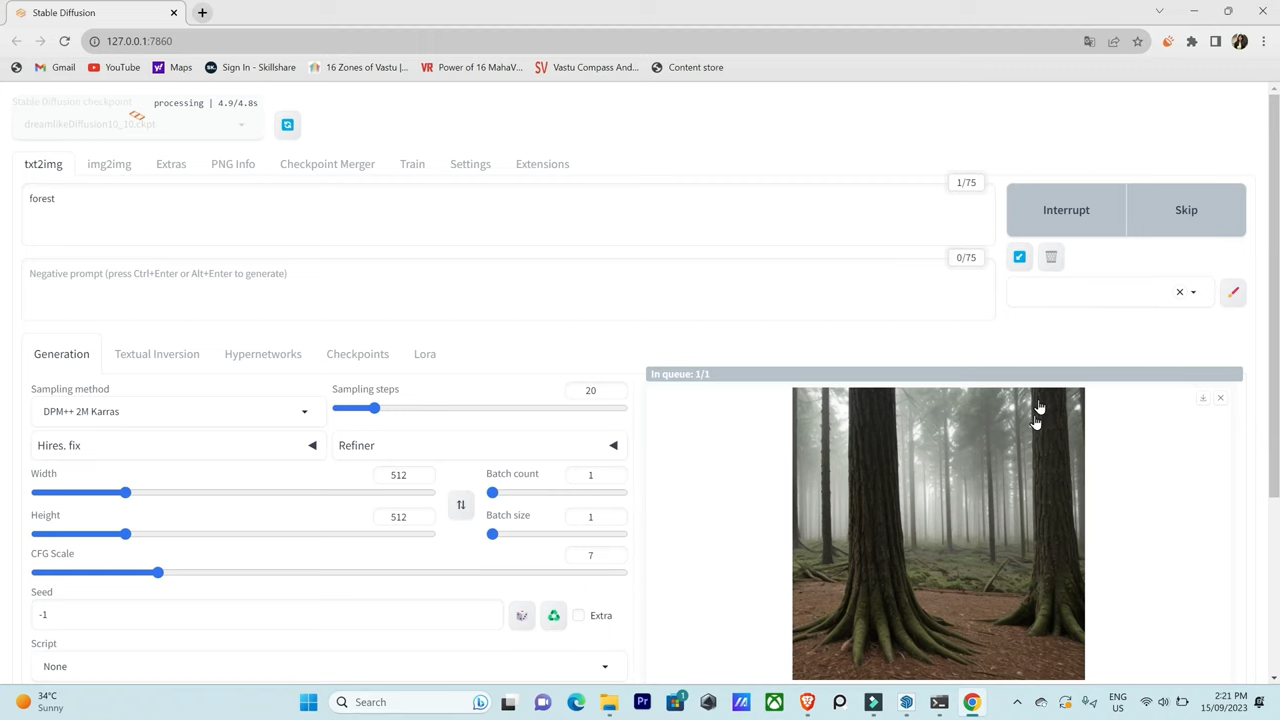 Stable Diffusion
127.0.0.1:7860
Gmail
YouTube
Maps
Sign In - Skillshare
16 Zones of Vastu |...
Power of 16 MahaV...
Vastu Compass And...
Content store
Stable Diffusion checkpoint
processing | 4.9/4.8s
dreamlikeDiffusion10_10.ckpt
txt2img
img2img
Extras
PNG Info
Checkpoint Merger
Train
Settings
Extensions
1/75
forest
Interrupt
Skip
0/75
Negative prompt (press Ctrl+Enter or Alt+Enter to generate)
Generation
Textual Inversion
Hypernetworks
Checkpoints
Lora
In queue: 1/1
Sampling method
DPM++ 2M Karras
Sampling steps
20
Hires. fix
Refiner
Width
512
Batch count
1
Height
512
Batch size
1
CFG Scale
7
Seed
-1
Extra
Script
None
34°C
Sunny
Search
ENG
US
2:21 PM
15/09/2023